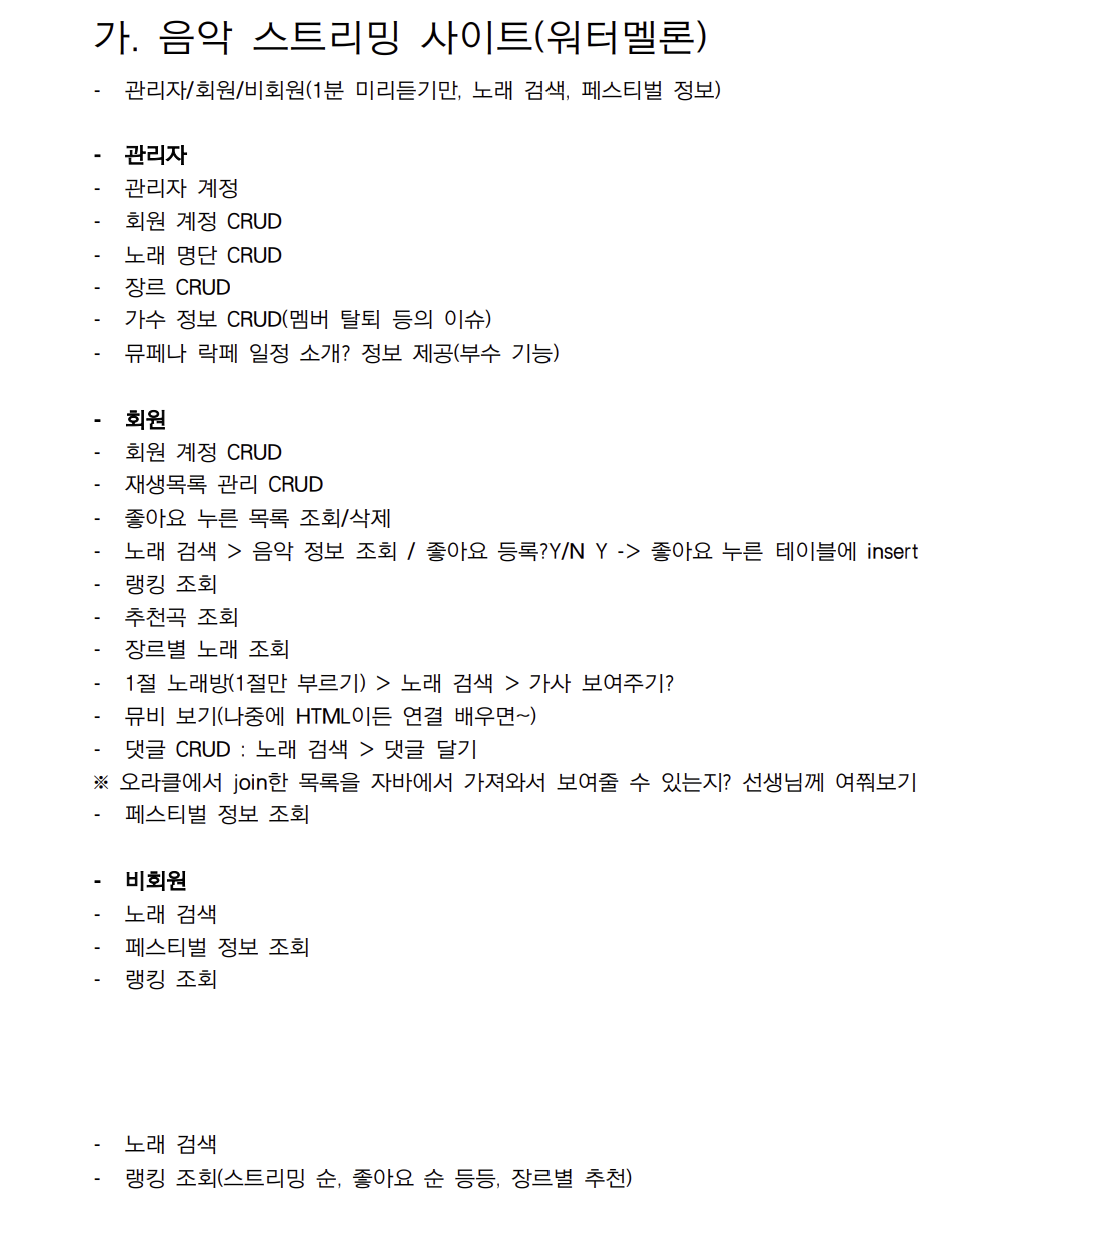 가. 음악 스트리밍 사이트(워터멜론)
- 관리자/회원/비회원(1분 미리듣기만, 노래 검색, 페스티벌 정보)
- 관리자
- 관리자 계정
- 회원 계정 CRUD
- 노래 명단 CRUD
- 장르 CRUD
- 가수 정보 CRUD(멤버 탈퇴 등의 이슈)
- 뮤페나 락페 일정 소개? 정보 제공(부수 기능)
- 회원
- 회원 계정 CRUD
- 재생목록 관리 CRUD
- 좋아요 누른 목록 조회/삭제
- 노래 검색 > 음악 정보 조회 / 좋아요 등록?Y/N Y -> 좋아요 누른 테이블에 insert
- 랭킹 조회
- 추천곡 조회
- 장르별 노래 조회
- 1절 노래방(1절만 부르기) > 노래 검색 > 가사 보여주기?
- 뮤비 보기(나중에 HTML이든 연결 배우면~)
- 댓글 CRUD : 노래 검색 > 댓글 달기
※ 오라클에서 join한 목록을 자바에서 가져와서 보여줄 수 있는지? 선생님께 여쭤보기
- 페스티벌 정보 조회
- 비회원
- 노래 검색
- 페스티벌 정보 조회
- 랭킹 조회
- 노래 검색
- 랭킹 조회(스트리밍 순, 좋아요 순 등등, 장르별 추천)